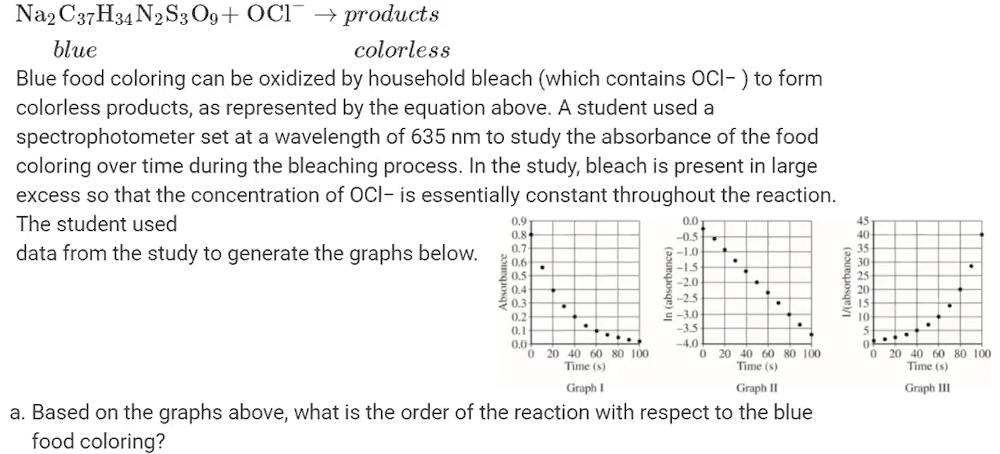 Na₂C₃₇H₃₄N₂S₃O₉+ OCl⁻ → products
blue colorless
Blue food coloring can be oxidized by household bleach (which contains OCl− ) to form
colorless products, as represented by the equation above. A student used a
spectrophotometer set at a wavelength of 635 nm to study the absorbance of the food
coloring over time during the bleaching process. In the study, bleach is present in large
excess so that the concentration of OCl− is essentially constant throughout the reaction.
The student used
data from the study to generate the graphs below.
Absorbance
0.9
0.8
0.7
0.6
0.5
0.4
0.3
0.2
0.1
0.0
0 20 40 60 80 100
Time (s)
Graph I
ln (absorbance)
0.0
−0.5
−1.0
−1.5
−2.0
−2.5
−3.0
−3.5
−4.0
0 20 40 60 80 100
Time (s)
Graph II
1/(absorbance)
45
40
35
30
25
20
15
10
5
0
0 20 40 60 80 100
Time (s)
Graph III
a. Based on the graphs above, what is the order of the reaction with respect to the blue
food coloring?